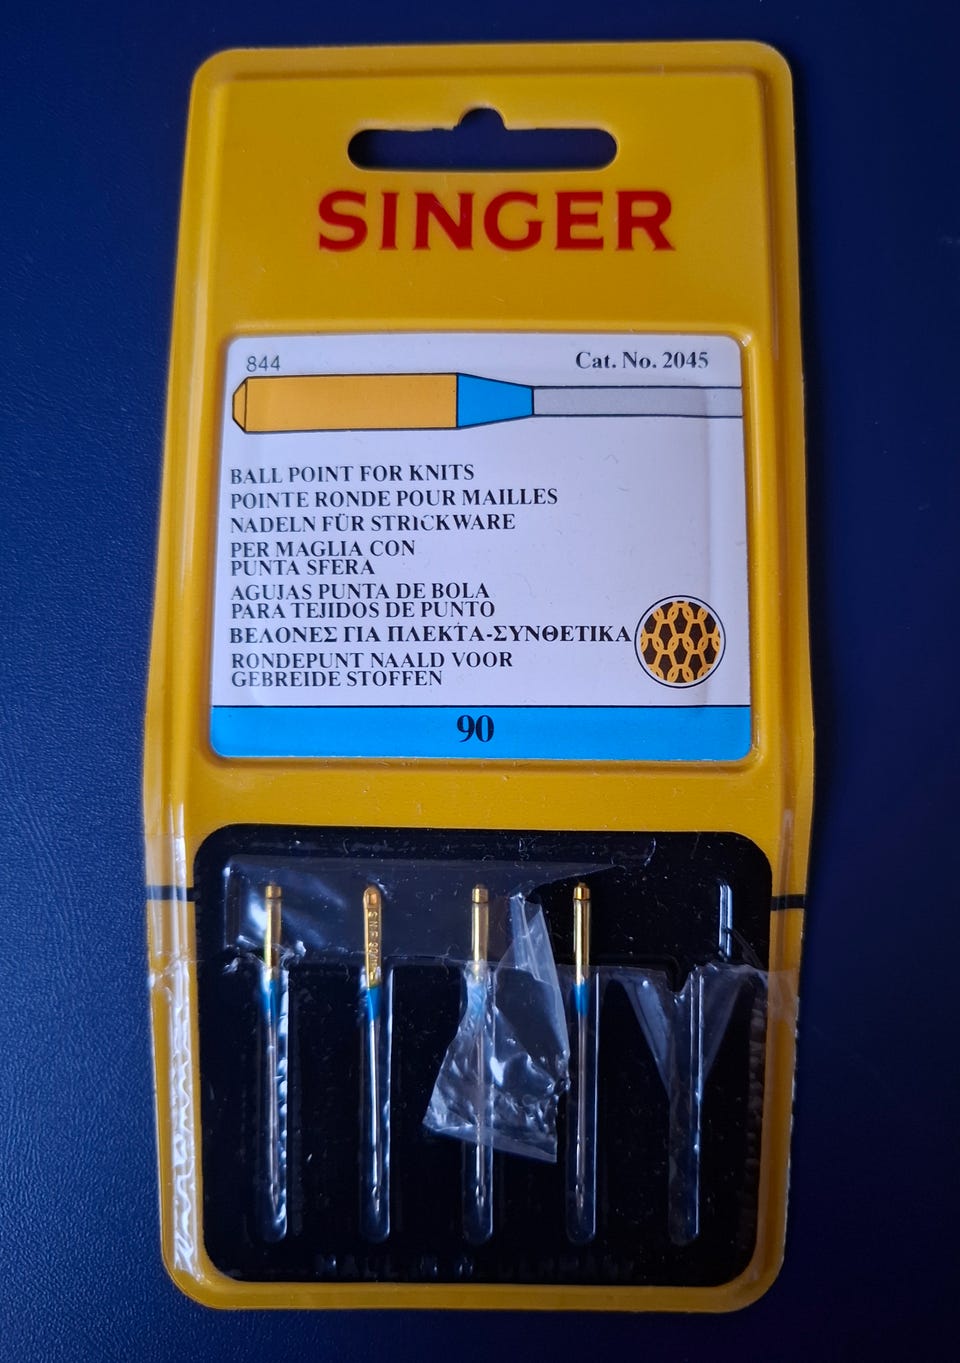 SINGER
844
Cat. No. 2045
BALL POINT FOR KNITS
POINTE RONDE POUR MAILLES
NADELN FÜR STRICKWARE
PER MAGLIA CON
PUNTA SFERA
AGUJAS PUNTA DE BOLA
PARA TEJIDOS DE PUNTO
ΒΕΛΟΝΕΣ ΓΙΑ ΠΛΕΚΤΑ-ΣΥΝΘΕΤΙΚΑ
RONDEPUNT NAALD VOOR
GEBREIDE STOFFEN
90